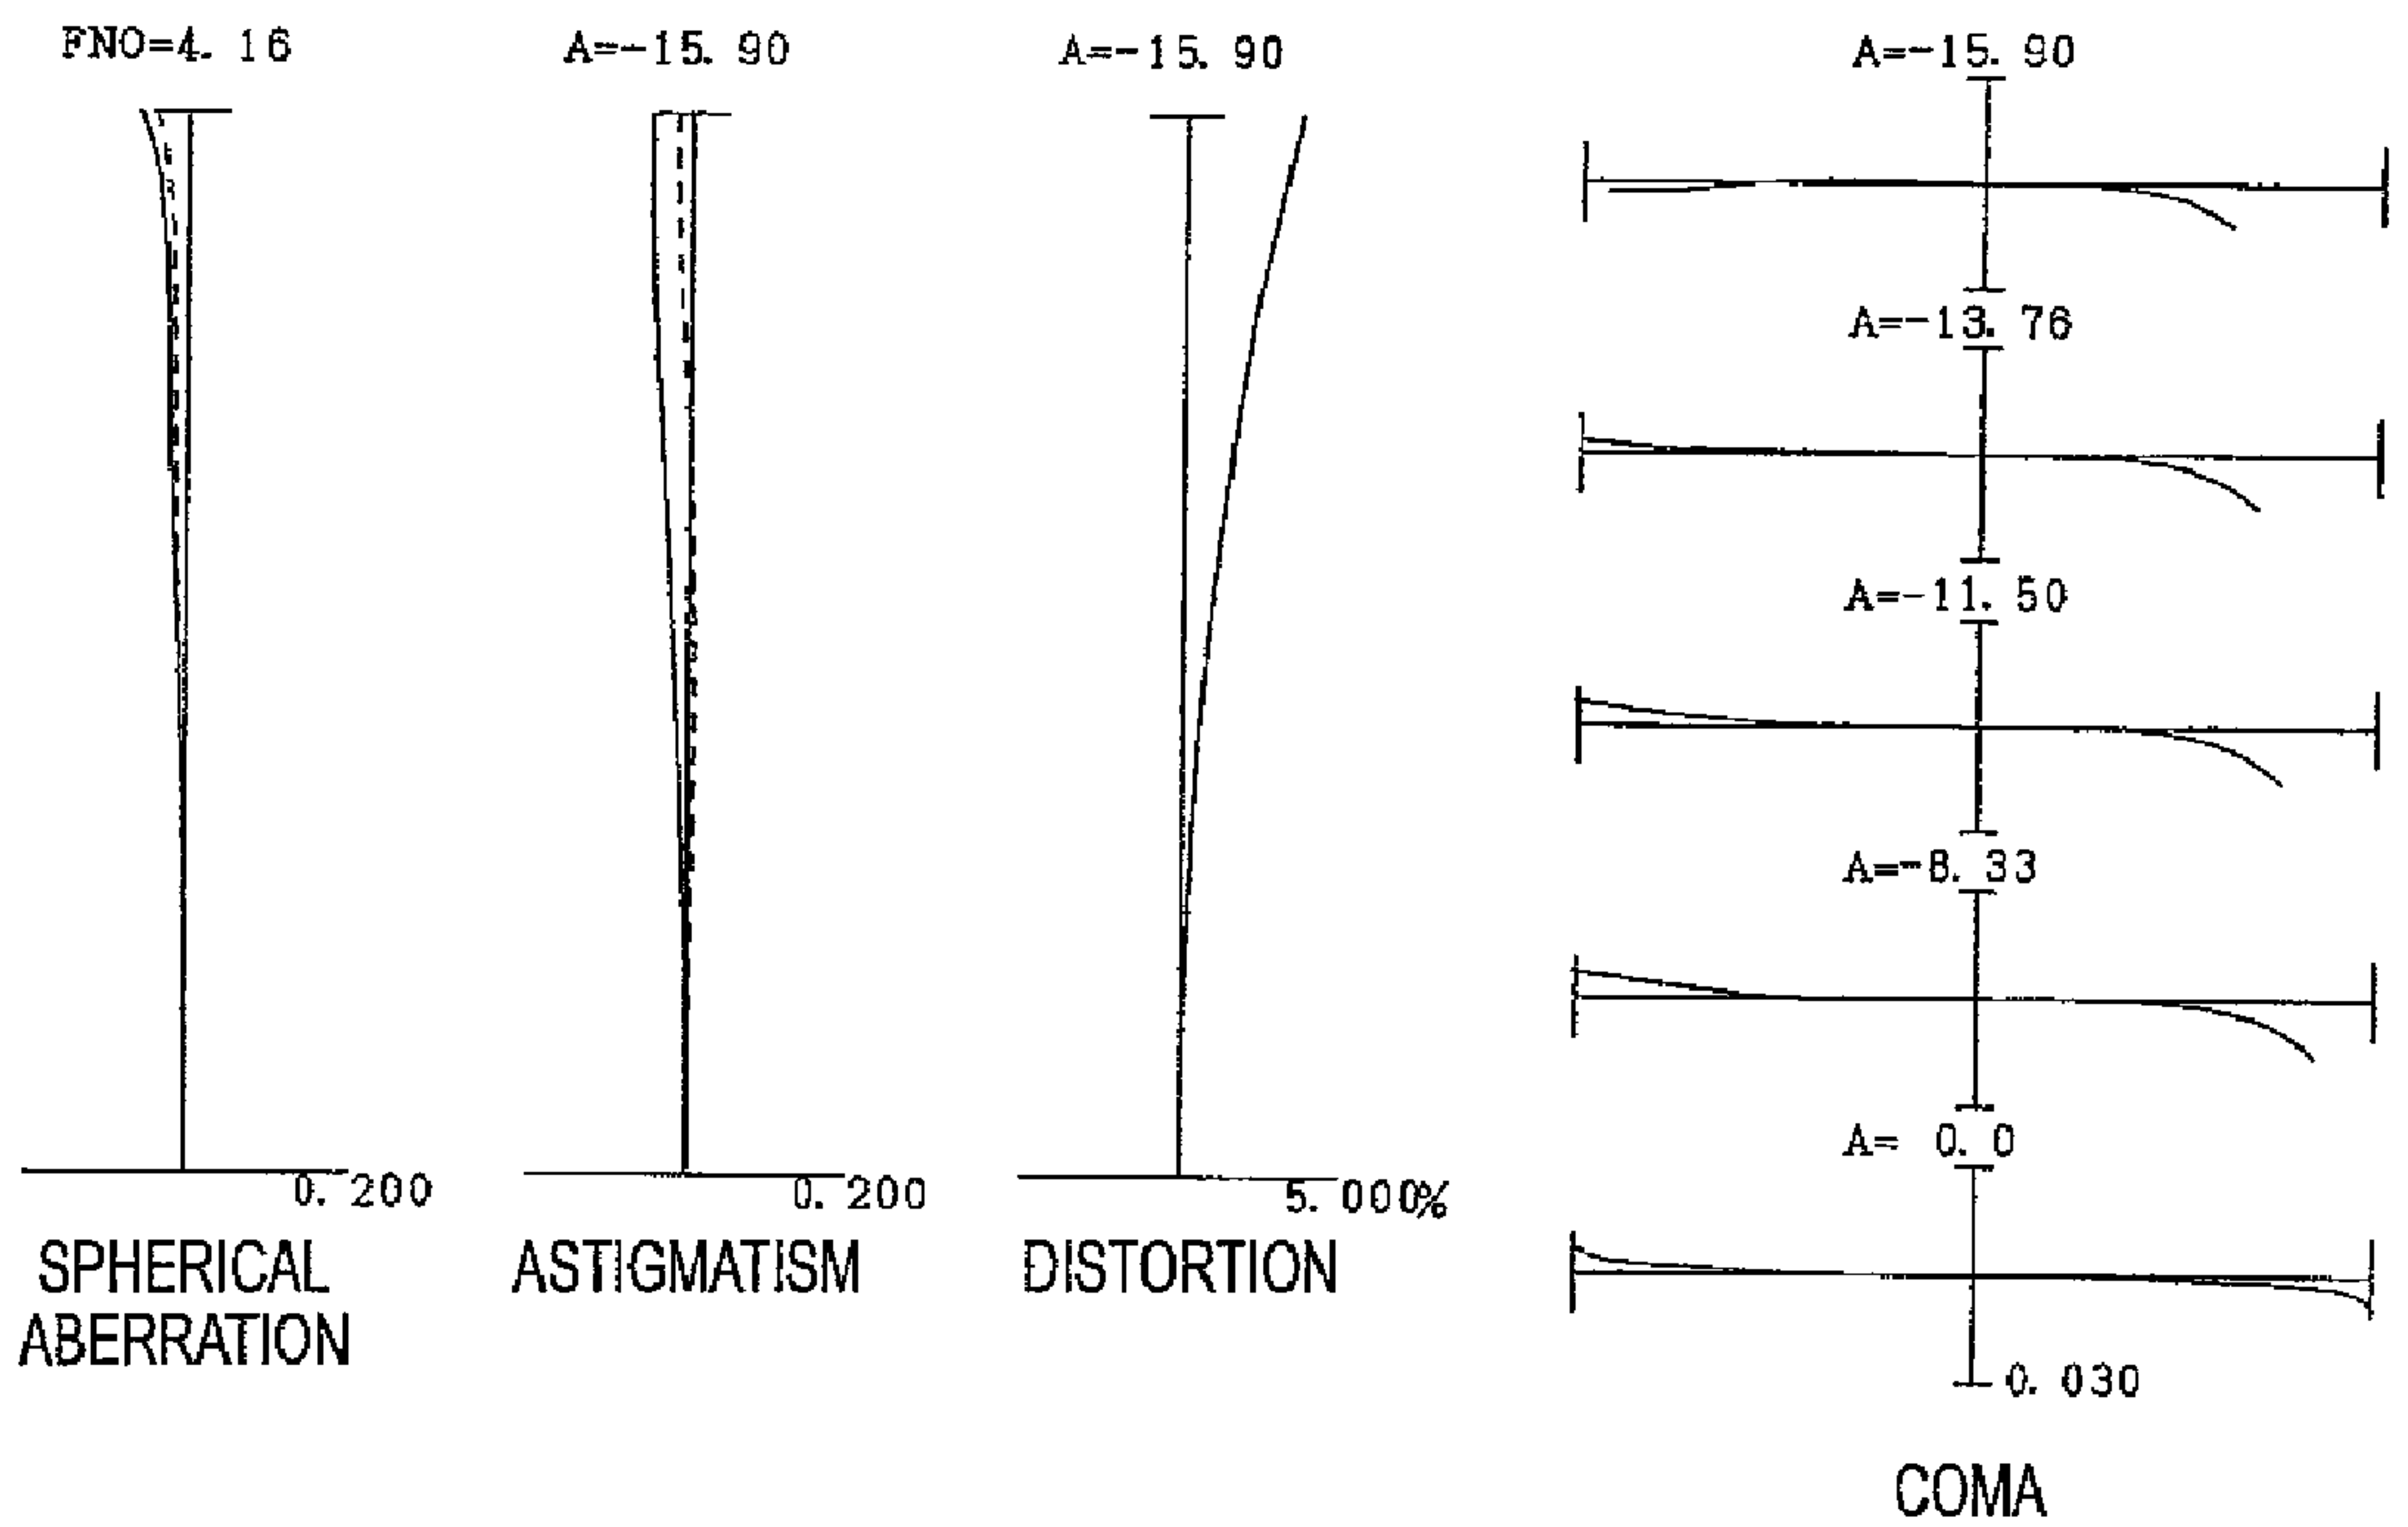 FNO=4. 16
A=-15. 90
A=-15. 90
A=-15. 90
A=-13. 76
A=-11. 50
A=-8. 33
A= 0. 0
0. 200
0. 200
5. 000%
0. 030
SPHERICAL
ABERRATION
ASTIGMATISM
DISTORTION
COMA